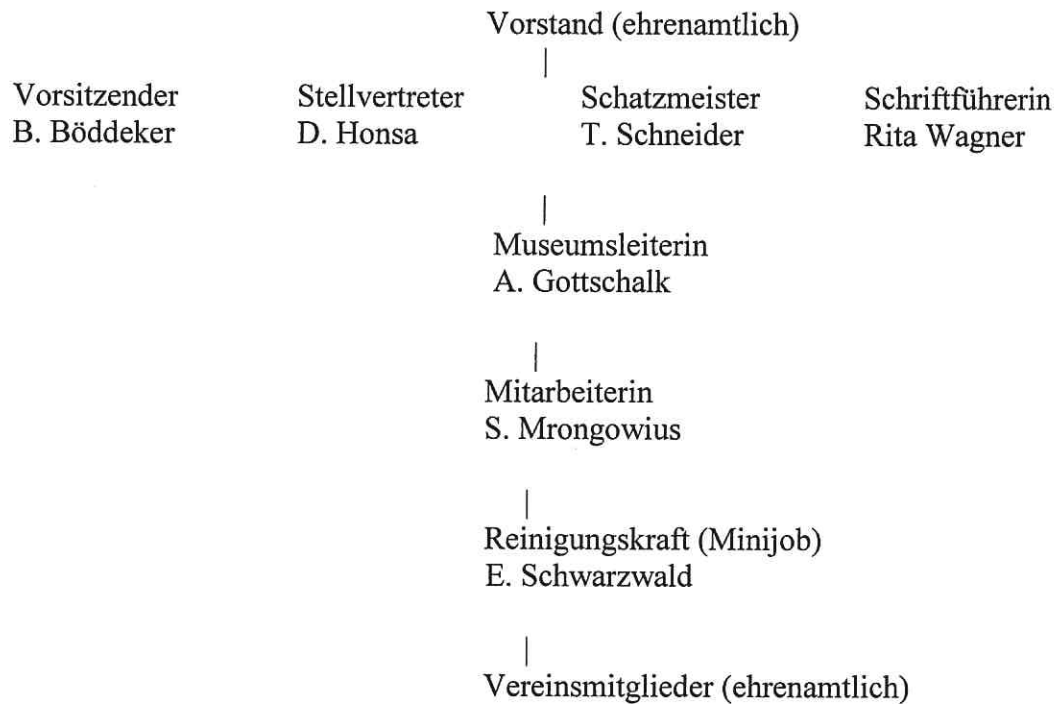 Vorstand (ehrenamtlich)
|
Vorsitzender Stellvertreter Schatzmeister Schriftführerin
B. Böddeker D. Honsa T. Schneider Rita Wagner
|
Museumsleiterin
A. Gottschalk
|
Mitarbeiterin
S. Mrongowius
|
Reinigungskraft (Minijob)
E. Schwarzwald
|
Vereinsmitglieder (ehrenamtlich)